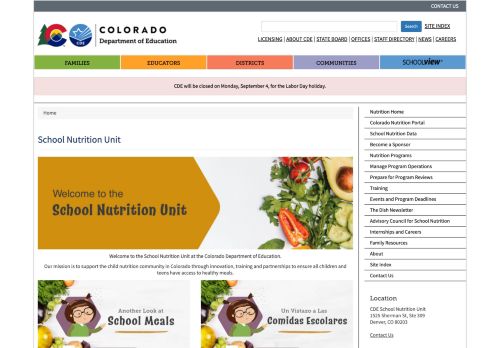 CONTACT US
COLORADO
Department of Education
CDE
Search
SITE INDEX
LICENSING | ABOUT CDE | STATE BOARD | OFFICES | STAFF DIRECTORY | NEWS | CAREERS
FAMILIES
EDUCATORS
DISTRICTS
COMMUNITIES
SCHOOLVIEW
CDE will be closed on Monday, September 4, for the Labor Day holiday.
Home
School Nutrition Unit
Welcome to the
School Nutrition Unit
Welcome to the School Nutrition Unit at the Colorado Department of Education.
Our mission is to support the child nutrition community in Colorado through innovation, training and partnerships to ensure all children and
teens have access to healthy meals.
Another Look at
School Meals
Un Vistazo a Las
Comidas Escolares
Nutrition Home
Colorado Nutrition Portal
School Nutrition Data
Become a Sponsor
Nutrition Programs
Manage Program Operations
Prepare for Program Reviews
Training
Events and Program Deadlines
The Dish Newsletter
Advisory Council for School Nutrition
Internships and Careers
Family Resources
About
Site Index
Contact Us
Location
CDE School Nutrition Unit
1525 Sherman St, Ste 309
Denver, CO 80203
Contact Us